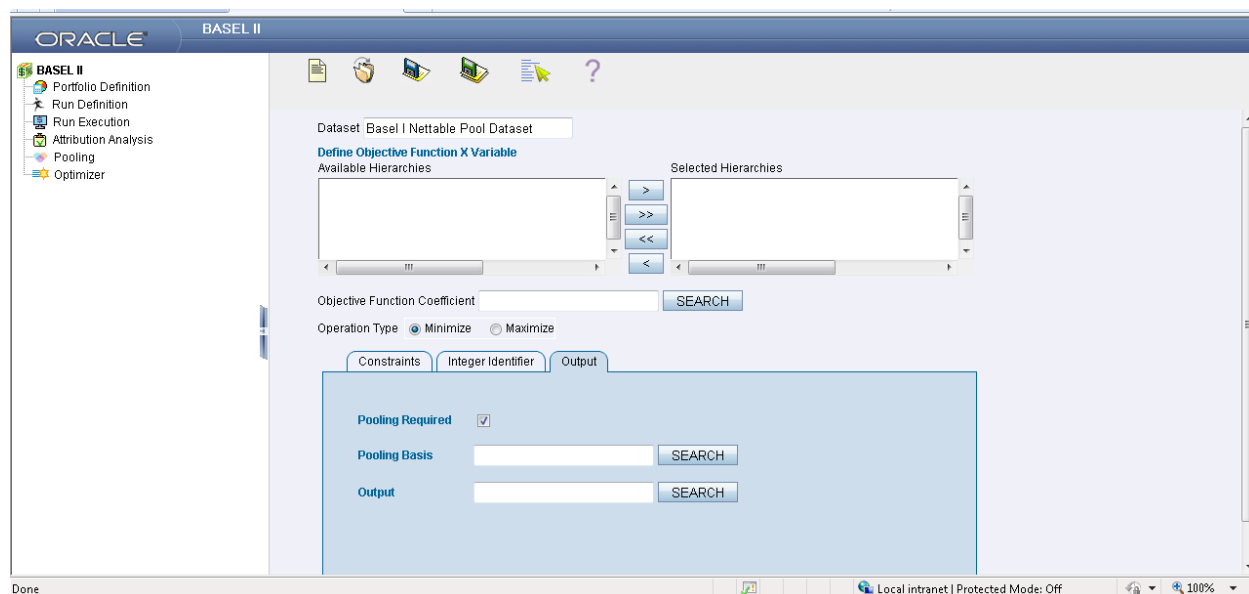 ORACLE
BASEL II
BASEL II
Portfolio Definition
Run Definition
Run Execution
Attribution Analysis
Pooling
Optimizer
?
Dataset Basel I Nettable Pool Dataset
Define Objective Function X Variable
Available Hierarchies
Selected Hierarchies
>
>>
<<
<
Objective Function Coefficient SEARCH
Operation Type Minimize Maximize
Constraints Integer Identifier Output
Pooling Required
Pooling Basis SEARCH
Output SEARCH
Done Local intranet | Protected Mode: Off 100%